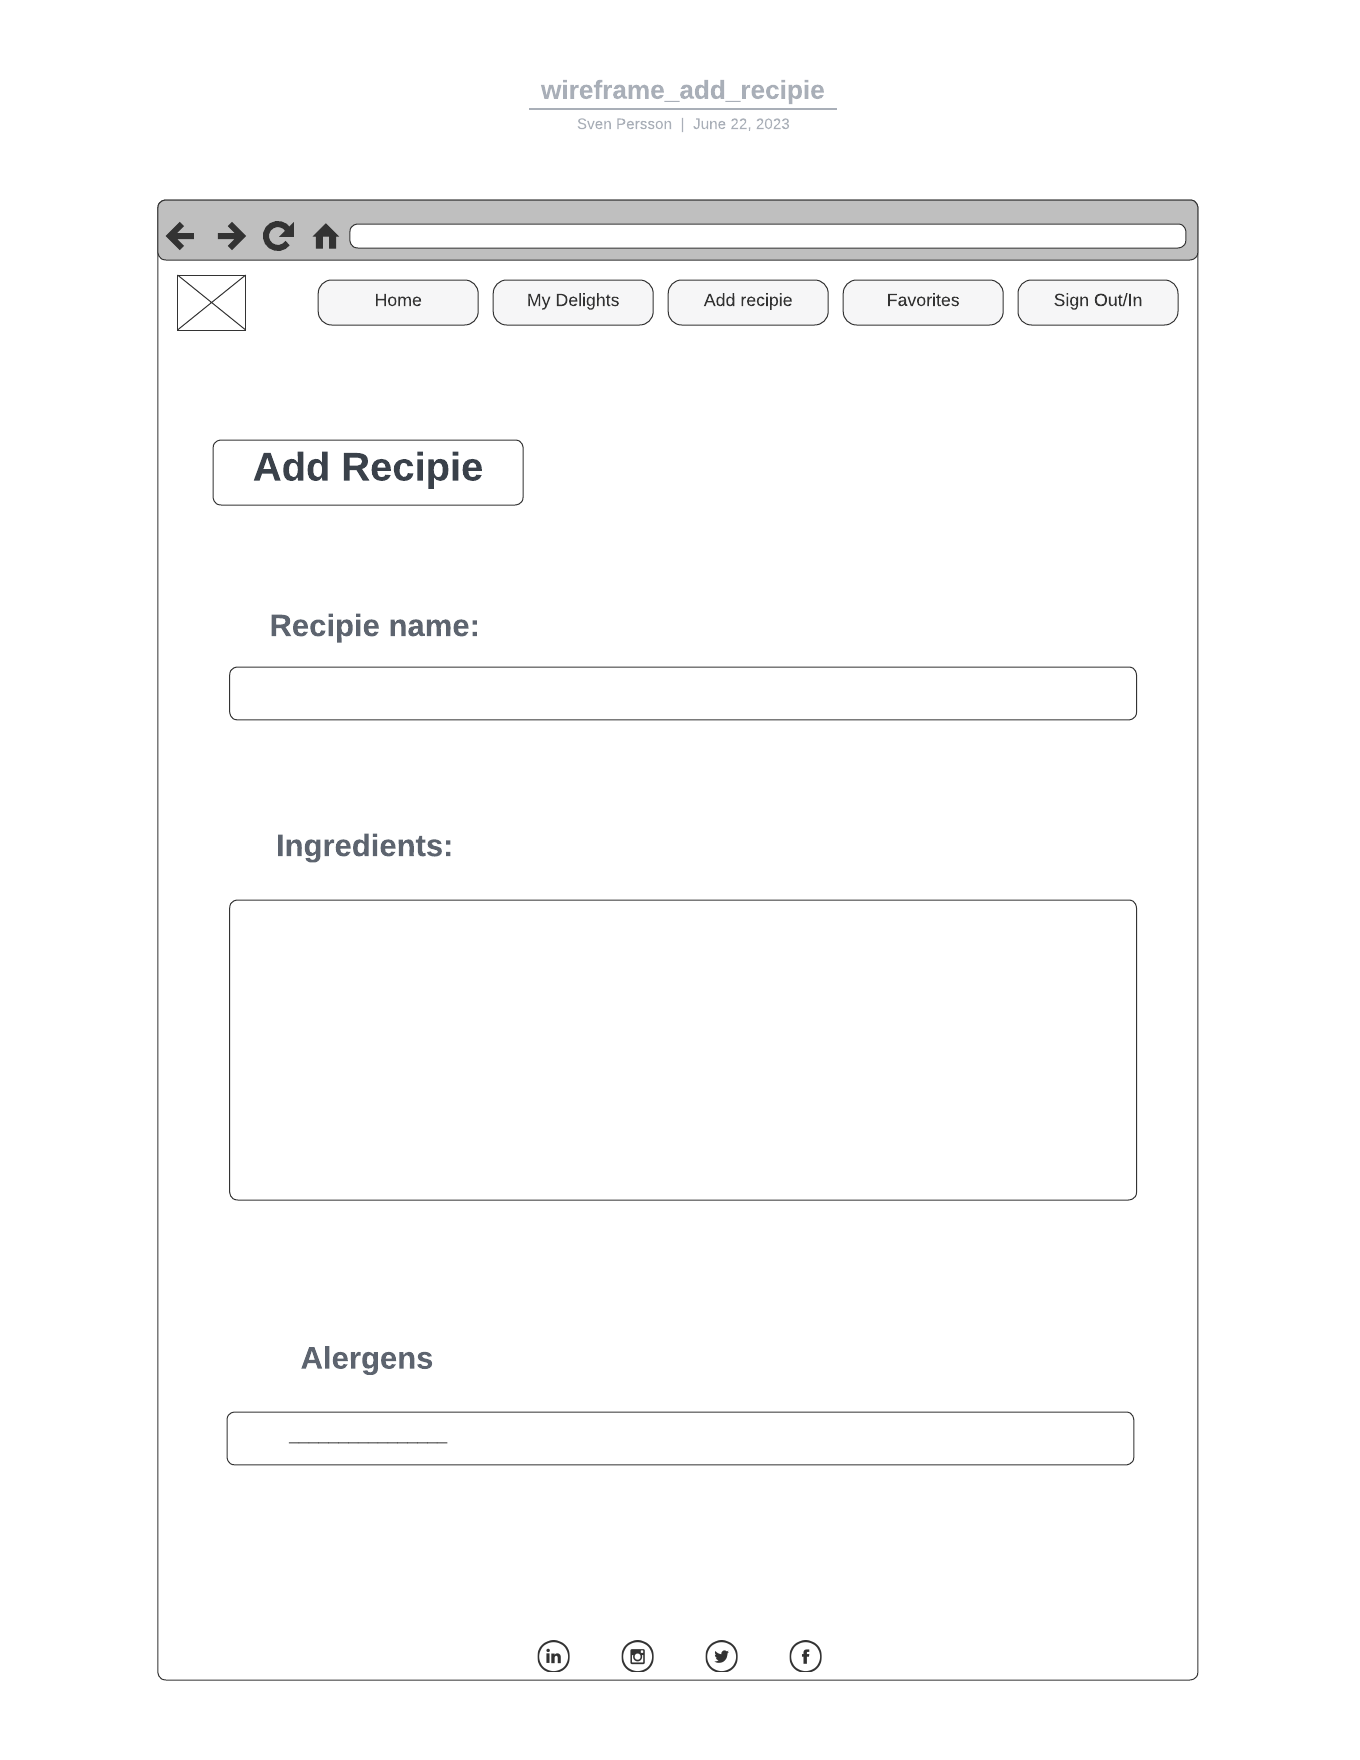 wireframe_add_recipie
Sven Persson | June 22, 2023
Home
My Delights
Add recipie
Favorites
Sign Out/In
Add Recipie
Recipie name:
Ingredients:
Alergens
in
f